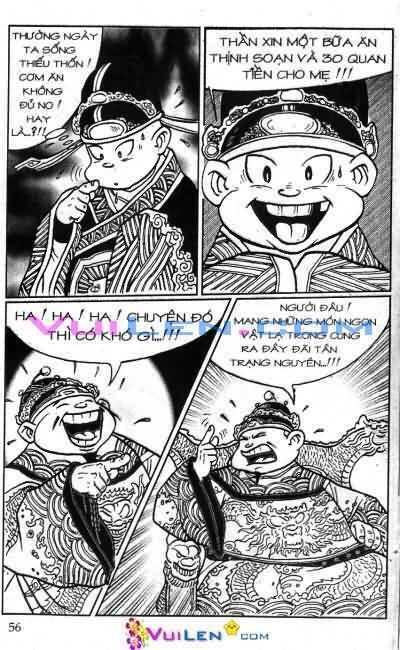 THƯỜNG NGÀY
TA SỐNG
THIẾU THỐN!
CƠM ĂN
KHÔNG
ĐỦ NO!
HAY
LÀ..?!!
THẦN XIN MỘT BỮA ĂN
THỊNH SOẠN VÀ 30 QUAN
TIỀN CHO MẸ !!!
HA! HA! HA! CHUYỆN ĐÓ
THÌ CÓ KHÓ GÌ...!!!
NGƯỜI ĐÂU!
MANG NHỮNG MÓN NGON
VẬT LẠ TRONG CUNG
RA ĐÂY ĐÃI TÂN
TRẠNG NGUYÊN...!!!
VUILEN.COM
56
VUILEN.COM